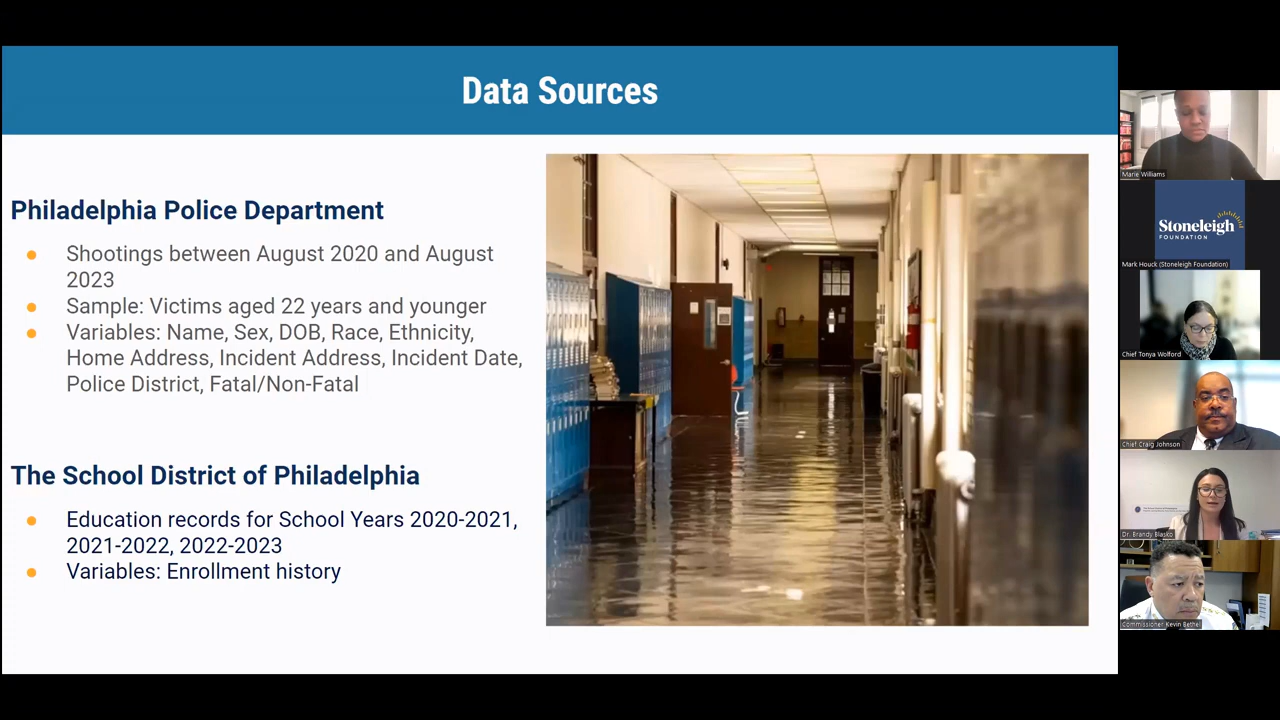 Data Sources
Philadelphia Police Department
Shootings between August 2020 and August
2023
Sample: Victims aged 22 years and younger
Variables: Name, Sex, DOB, Race, Ethnicity,
Home Address, Incident Address, Incident Date,
Police District, Fatal/Non-Fatal
The School District of Philadelphia
Education records for School Years 2020-2021,
2021-2022, 2022-2023
Variables: Enrollment history
Marie Williams
Stoneleigh
FOUNDATION
Mark Houck (Stoneleigh Foundation)
Chief Tonya Wolford
Chief Craig Johnson
Dr. Brandy Blasko
Commissioner Kevin Bethel